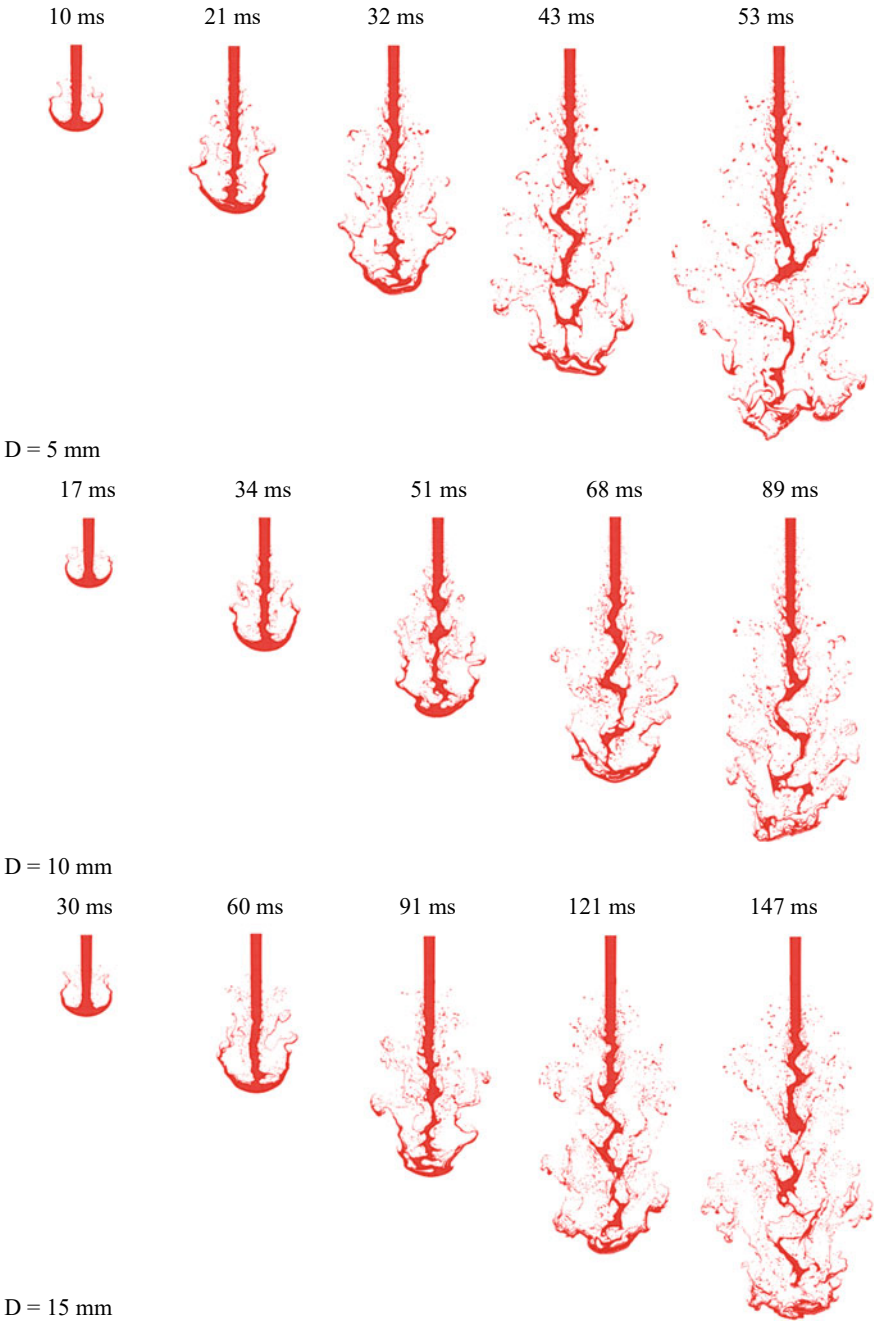 10 ms 21 ms 32 ms 43 ms 53 ms
D = 5 mm
17 ms 34 ms 51 ms 68 ms 89 ms
D = 10 mm
30 ms 60 ms 91 ms 121 ms 147 ms
D = 15 mm